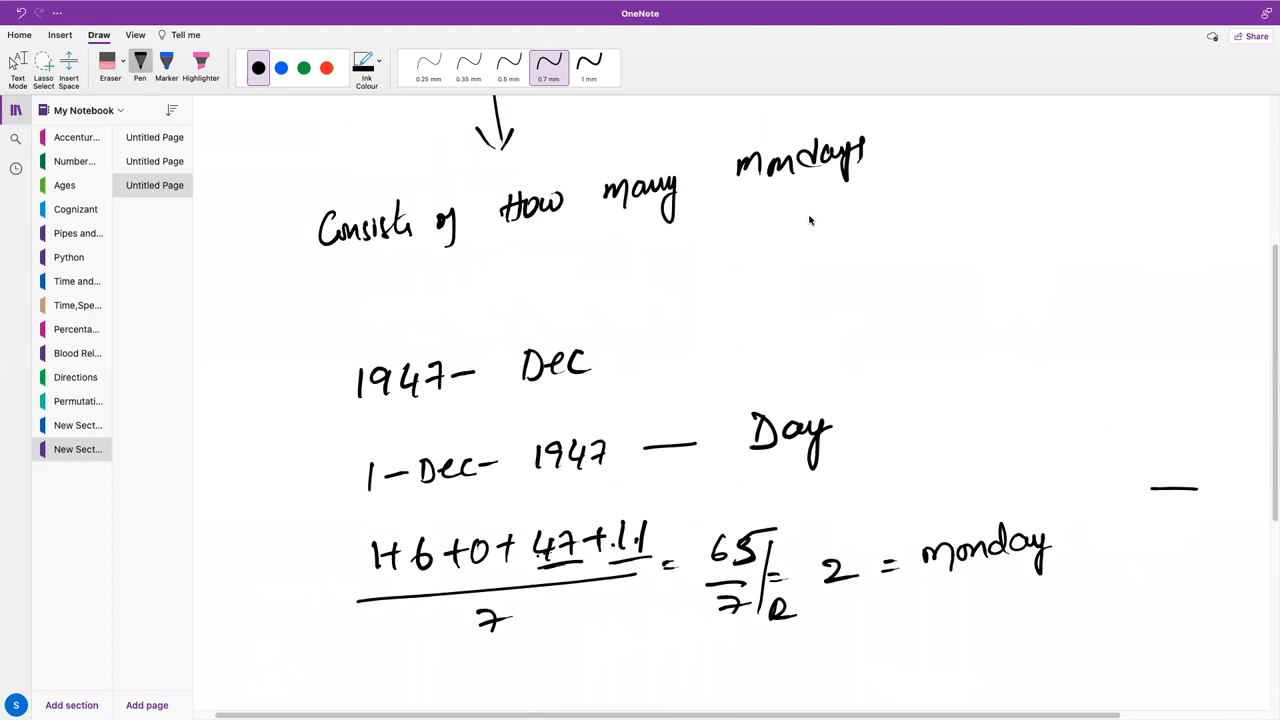 OneNote
Home Insert Draw View Tell me
Share
Text Mode
Lasso Select
Insert Space
Eraser
Pen
Marker
Highlighter
Ink Colour
0.25 mm
0.35 mm
0.5 mm
0.7 mm
1 mm
My Notebook
Accentur...
Number...
Ages
Cognizant
Pipes and...
Python
Time and...
Time,Spe...
Percenta...
Blood Rel...
Directions
Permutati...
New Sect...
New Sect...
Untitled Page
Untitled Page
Untitled Page
Consists of How many mondays
1947- Dec
1-Dec- 1947 — Day
1+6+0+47+11 = 65/7 = 2 = monday
7
R
S
Add section
Add page